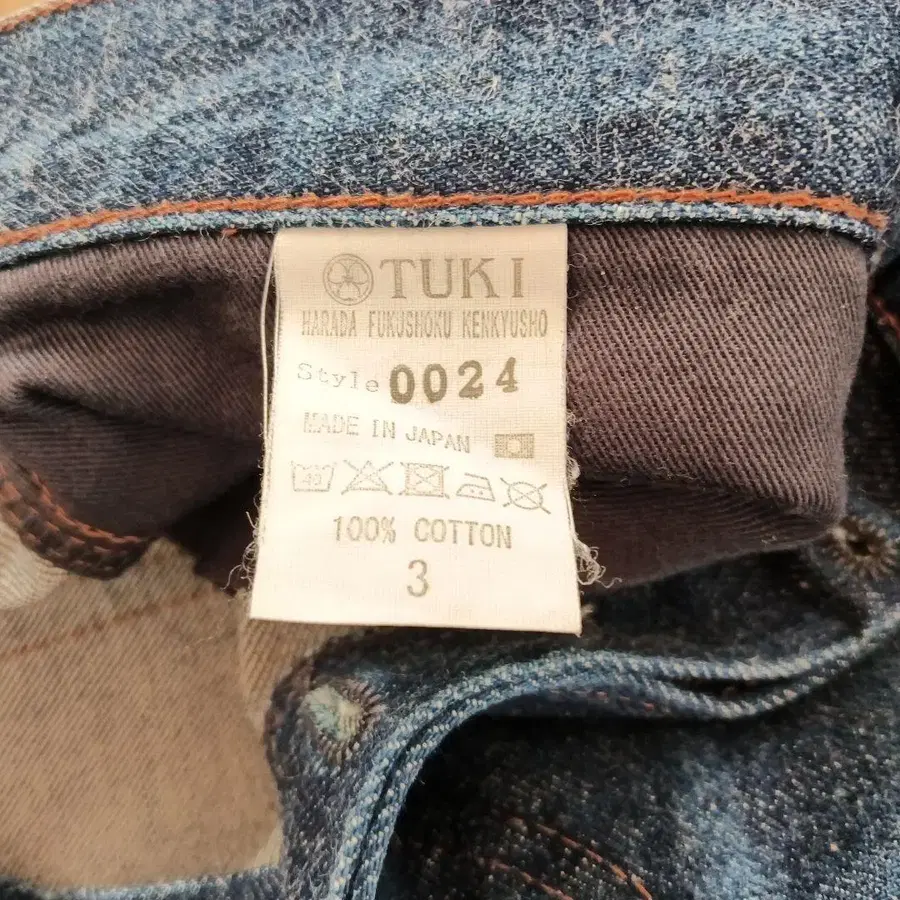 TUKI
HARADA FUKUSHOKU KENKYUSHO
Style 0024
MADE IN JAPAN
40
100% COTTON
3